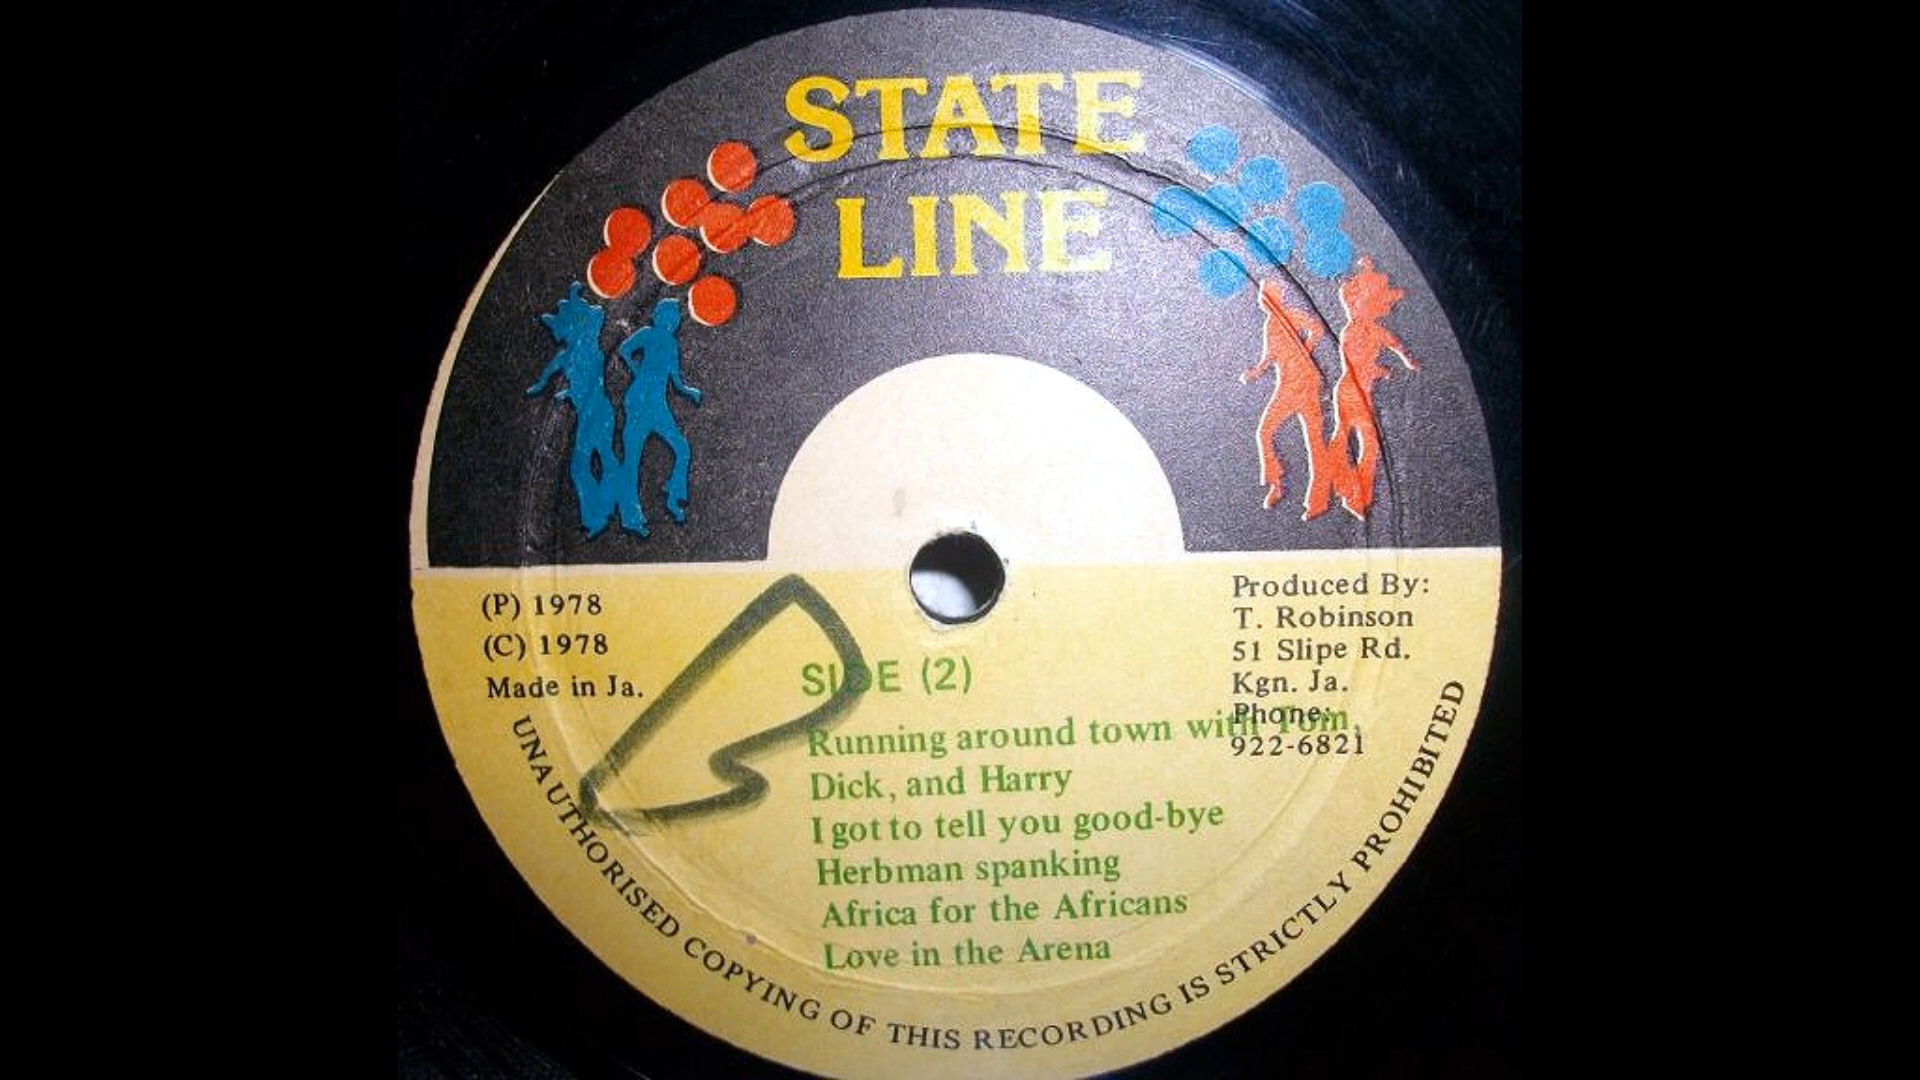 STATE
LINE
(P) 1978
(C) 1978
Made in Ja.
Produced By:
T. Robinson
51 Slipe Rd.
Kgn. Ja.
Phone:
922-6821
SIDE (2)
Running around town with Tom,
Dick, and Harry
I got to tell you good-bye
Herbman spanking
Africa for the Africans
Love in the Arena
UNAUTHORISED COPYING OF THIS RECORDING IS STRICTLY PROHIBITED